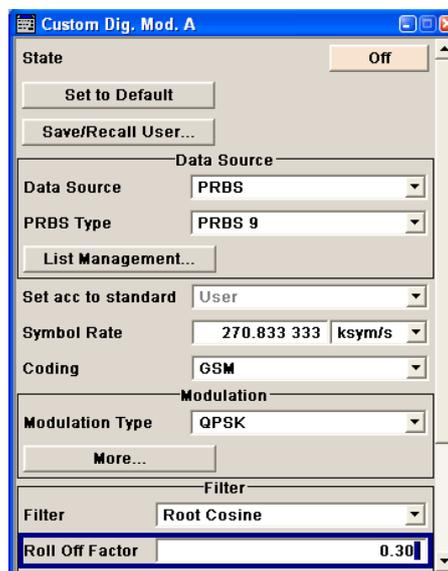 Custom Dig. Mod. A
State Off
Set to Default
Save/Recall User...
Data Source
Data Source PRBS
PRBS Type PRBS 9
List Management...
Set acc to standard User
Symbol Rate 270.833 333 ksym/s
Coding GSM
Modulation
Modulation Type QPSK
More...
Filter
Filter Root Cosine
Roll Off Factor 0.30